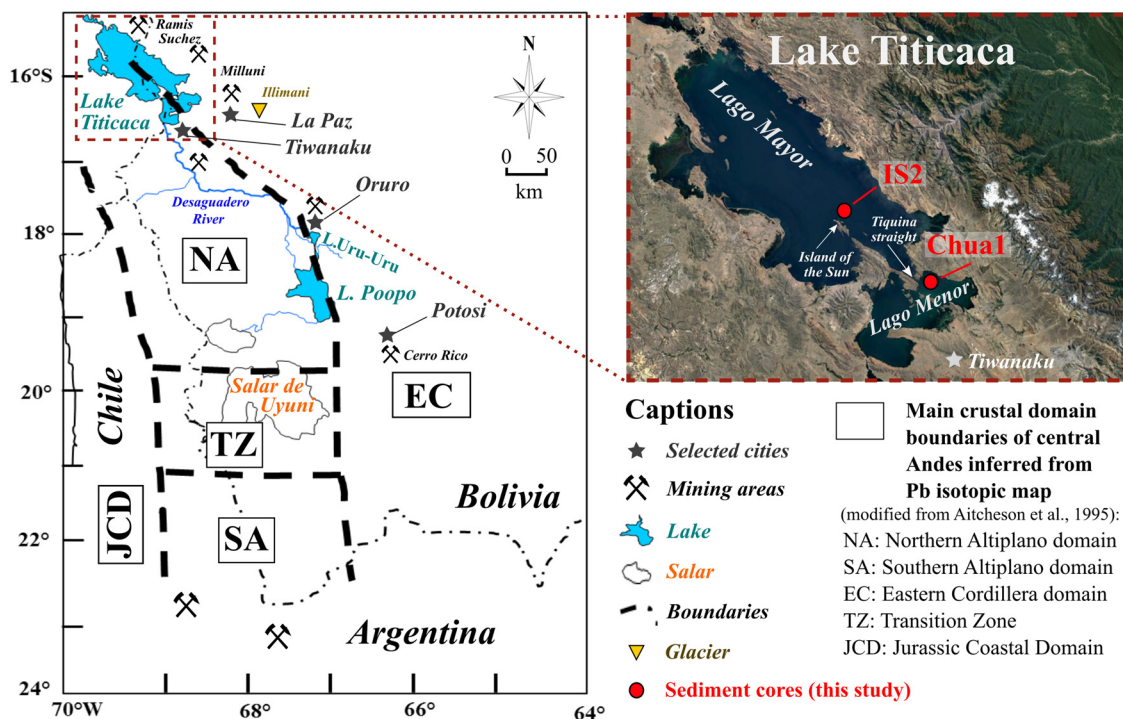 Ramis
Suchez
16°S
Milluni
Illimani
Lake
Titicaca
La Paz
Tiwanaku
N
0 50
km
Oruro
Desaguadero
River
18°
NA
L.Uru-Uru
L. Poopo
Potosi
Cerro Rico
EC
20°
Salar de
Uyuni
TZ
Chile
JCD
SA
Bolivia
22°
Argentina
24°
70°W
68°
66°
64°
Lake Titicaca
Lago Mayor
IS2
Tiquina
straight
Chua1
Island of
the Sun
Lago Menor
Tiwanaku
Captions
Selected cities
Mining areas
Lake
Salar
Boundaries
Glacier
Sediment cores (this study)
Main crustal domain
boundaries of central
Andes inferred from
Pb isotopic map
(modified from Aitcheson et al., 1995):
NA: Northern Altiplano domain
SA: Southern Altiplano domain
EC: Eastern Cordillera domain
TZ: Transition Zone
JCD: Jurassic Coastal Domain